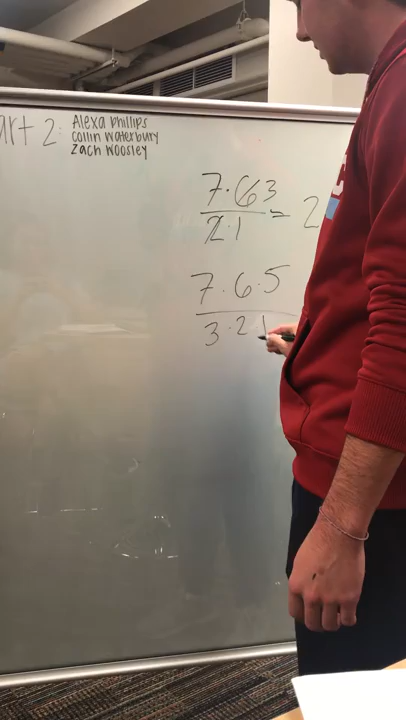 art 2:
Alexa Phillips
Collin Waterbury
Zach Woosley
7·6 3
2·1 = 2
7·6·5
3·2·1